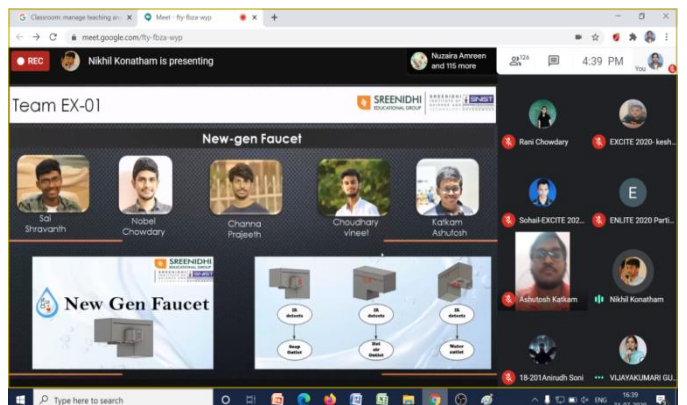 Classroom: manage teaching an
Meet - fty-fbza-wyp
meet.google.com/fty-fbza-wyp
REC
Nikhil Konatham is presenting
Nuzaira Amreen
and 115 more
126
4:39 PM
You
Team EX-01
SREENIDHI
EDUCATIONAL GROUP
SNIST
New-gen Faucet
Sai
Shravanth
Nobel
Chowdary
Channa
Prajeeth
Choudhary
vineet
Katkam
Ashutosh
SREENIDHI
EDUCATIONAL GROUP
New Gen Faucet
IR
detects
Soap
Outlet
IR
detects
Hot
air
Outlet
IR
detects
Water
outlet
Rani Chowdary
EXCITE 2020- kesh...
Sohail-EXCITE 202...
E
ENLITE 2020 Parti...
Ashutosh Katkam
Nikhil Konatham
18-201Anirudh Soni
VIJAYAKUMARI GU...
Type here to search
ENG
16:39